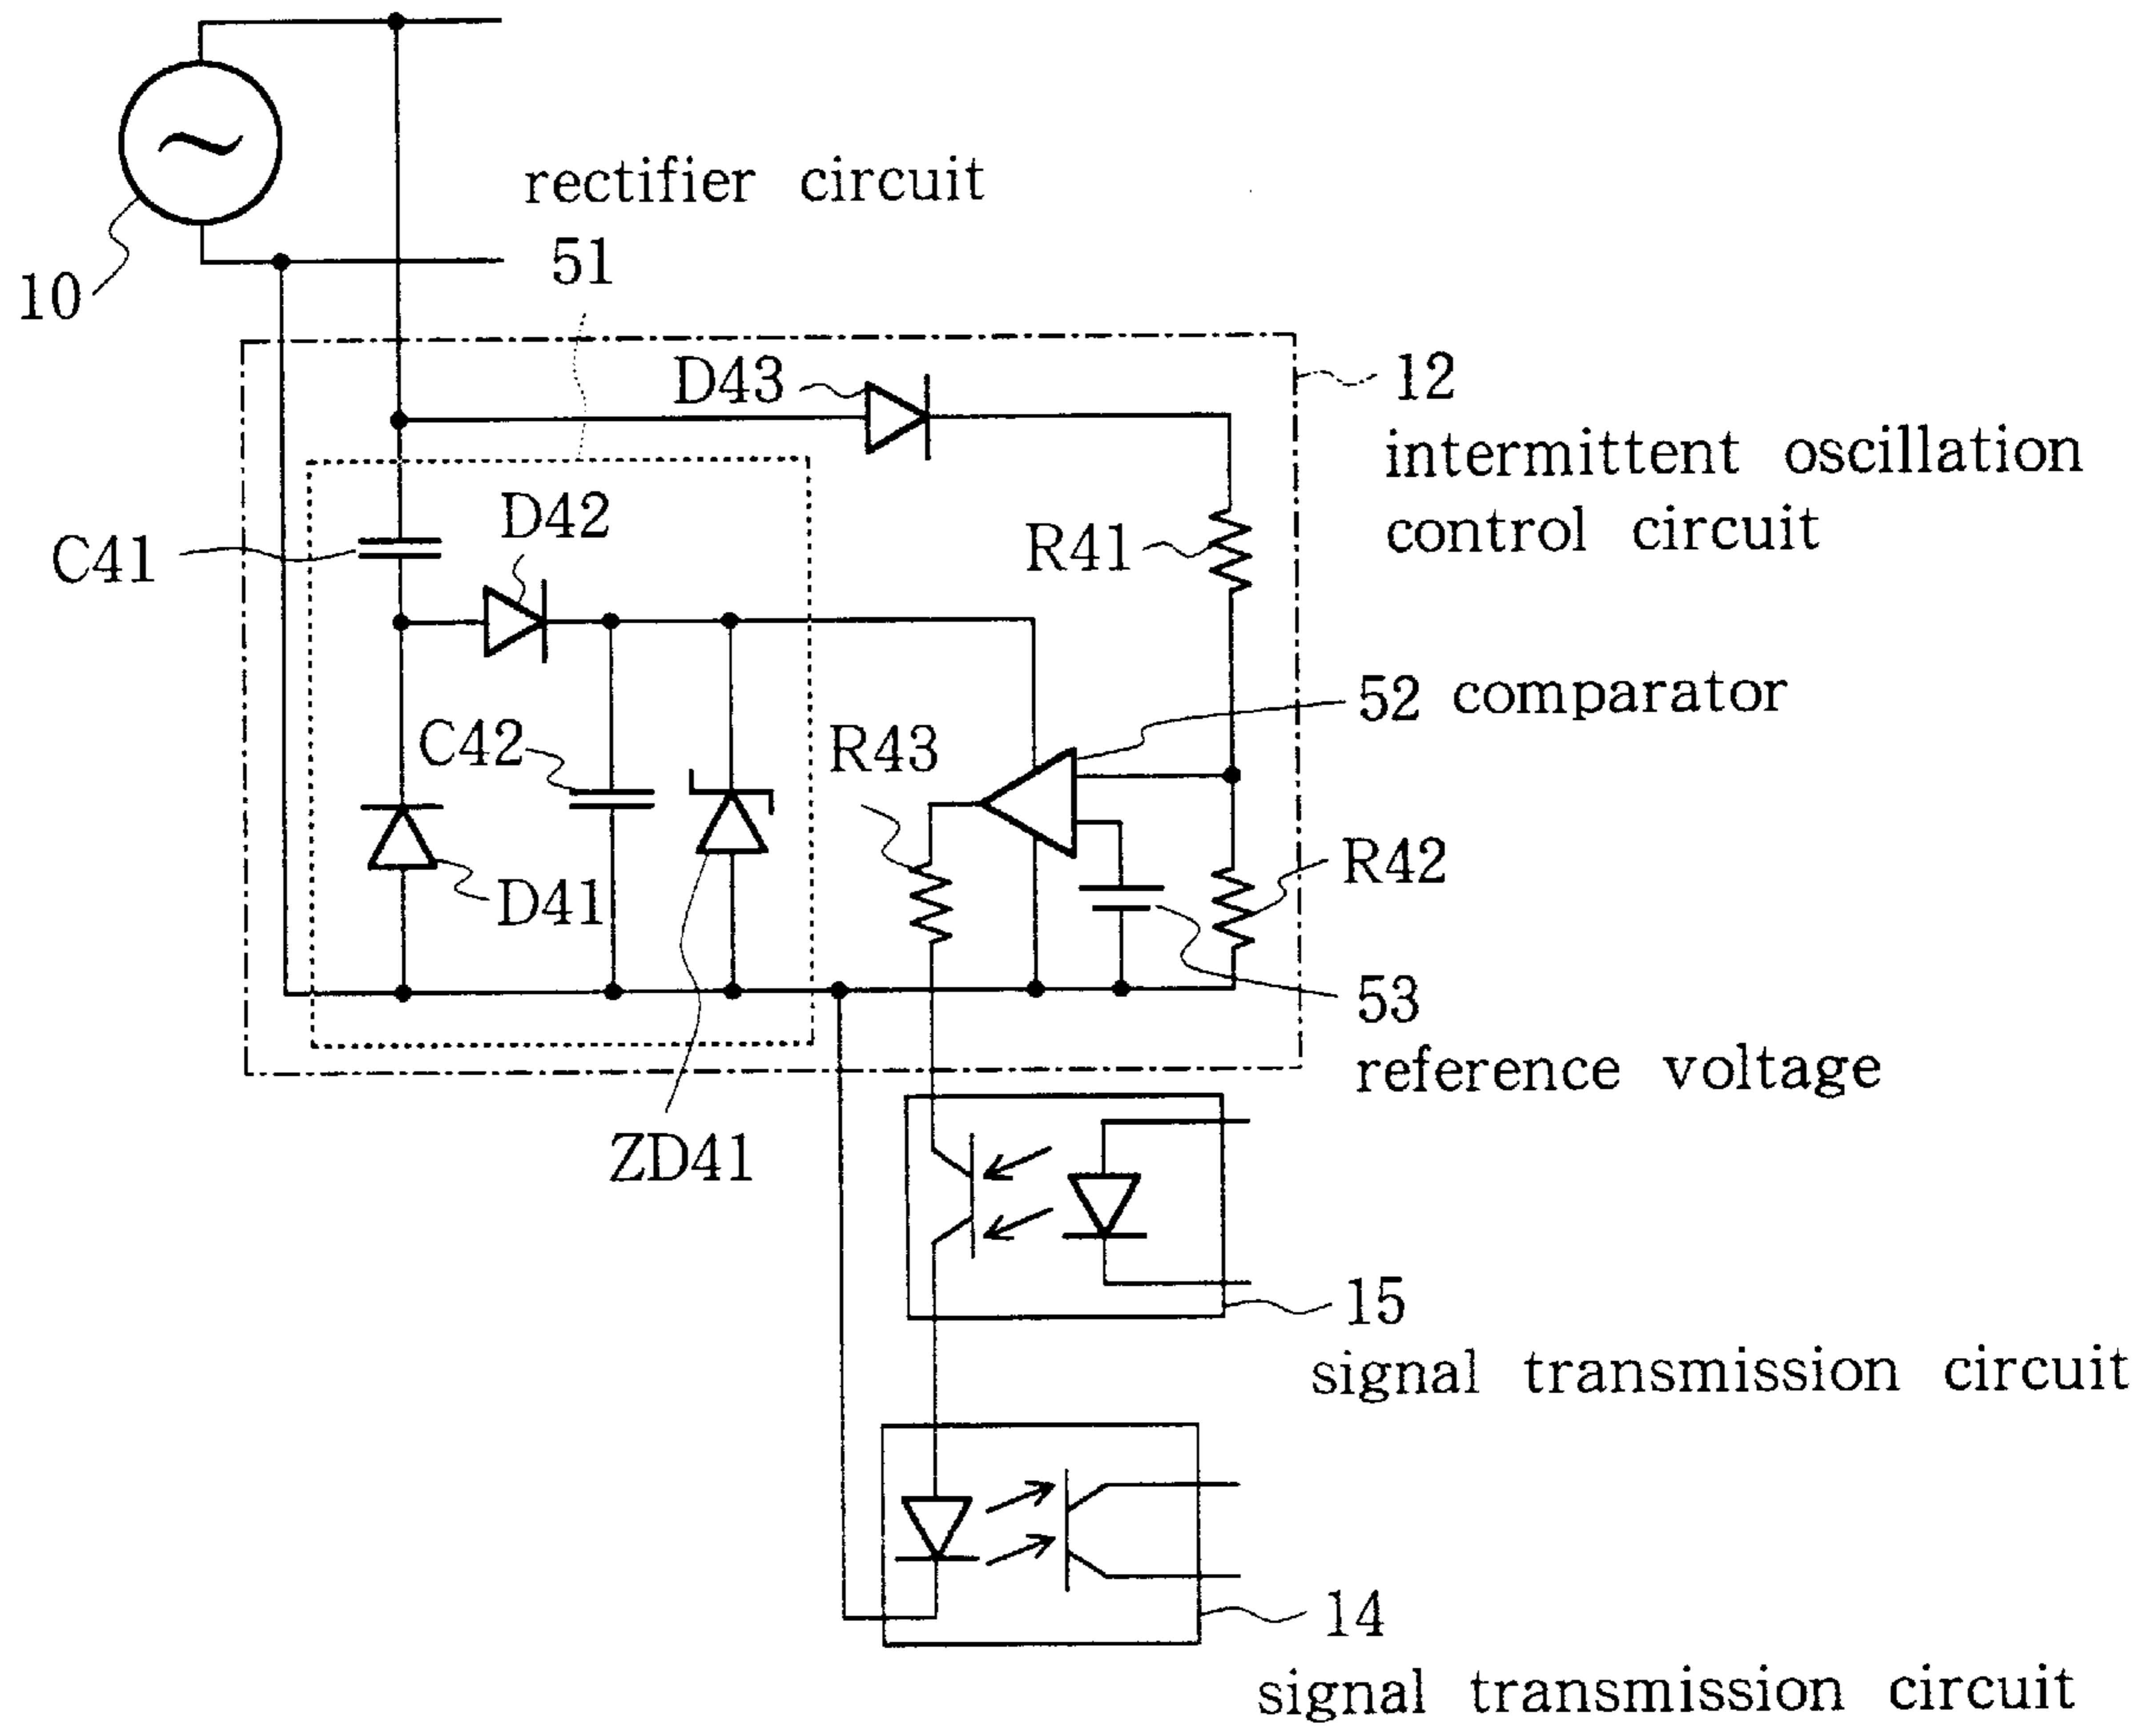 rectifier circuit
51
10
D43
12
intermittent oscillation
control circuit
D42
C41
R41
52 comparator
C42
R43
D41
R42
53
reference voltage
ZD41
15
signal transmission circuit
14
signal transmission circuit